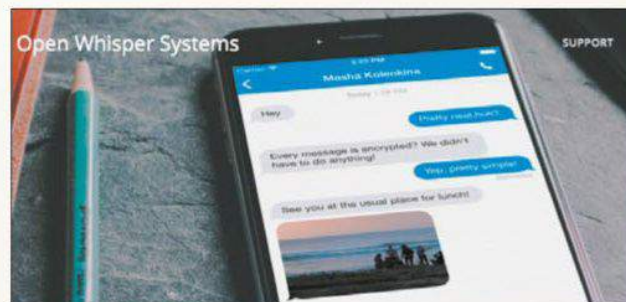 Open Whisper Systems
SUPPORT
Masha Kolenkina
Hey
Pretty neat huh?
Every message is encrypted? We didn't
have to do anything!
Yep, pretty simple!
See you at the usual place for lunch!